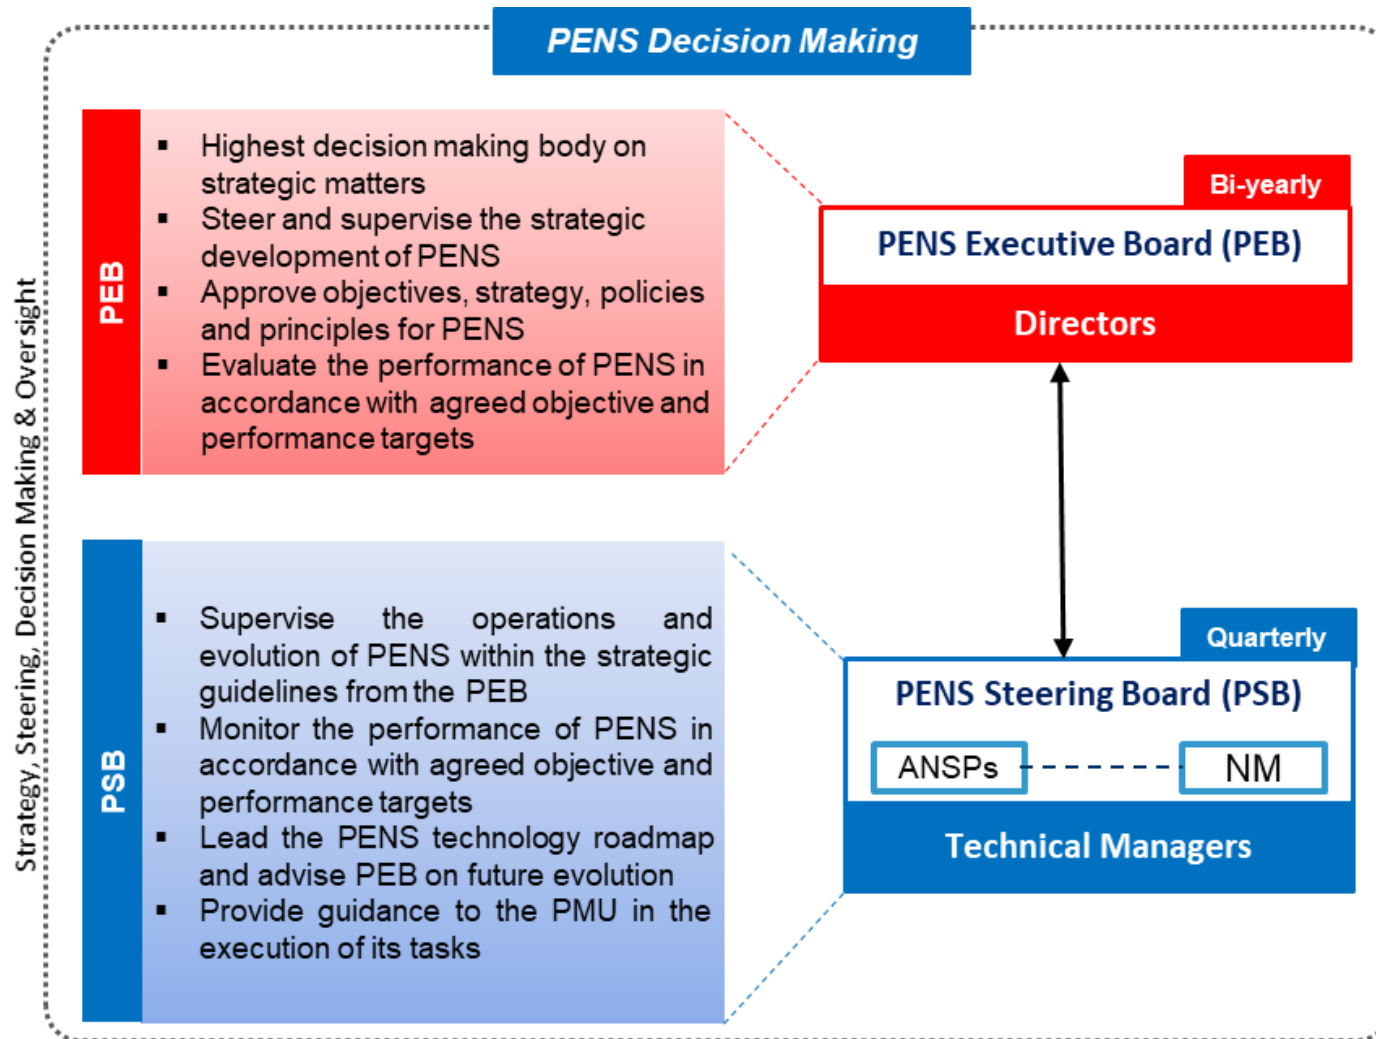 PENS Decision Making
Strategy, Steering, Decision Making & Oversight
PEB
▪ Highest decision making body on
strategic matters
▪ Steer and supervise the strategic
development of PENS
▪ Approve objectives, strategy, policies
and principles for PENS
▪ Evaluate the performance of PENS in
accordance with agreed objective and
performance targets
Bi-yearly
PENS Executive Board (PEB)
Directors
PSB
▪ Supervise the operations and
evolution of PENS within the strategic
guidelines from the PEB
▪ Monitor the performance of PENS in
accordance with agreed objective and
performance targets
▪ Lead the PENS technology roadmap
and advise PEB on future evolution
▪ Provide guidance to the PMU in the
execution of its tasks
Quarterly
PENS Steering Board (PSB)
ANSPs
NM
Technical Managers